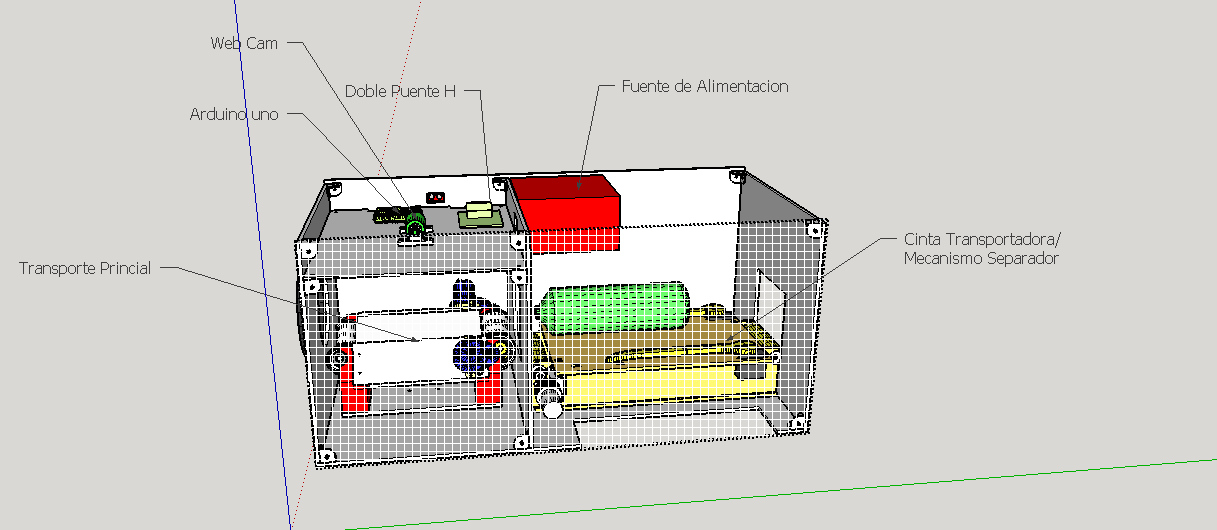 Web Cam
Doble Puente H
Fuente de Alimentacion
Arduino uno
Cinta Transportadora/
Mecanismo Separador
Transporte Princial